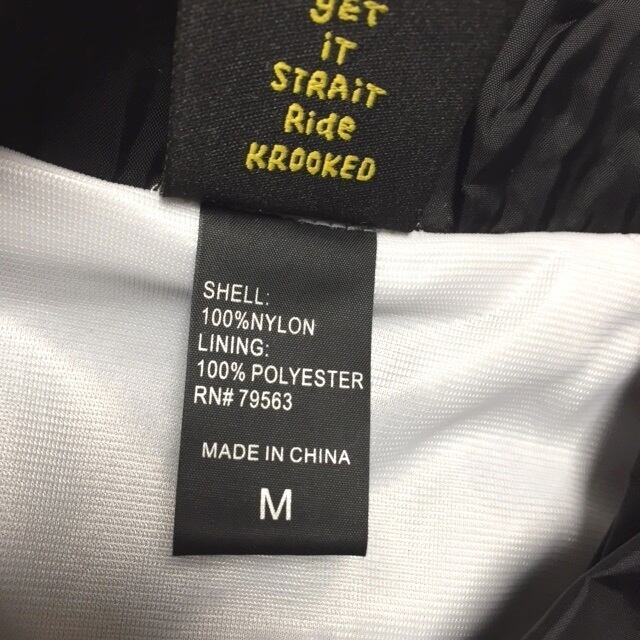 GET
iT
STRAiT
Ride
KROOKED
SHELL:
100%NYLON
LINING:
100% POLYESTER
RN# 79563
MADE IN CHINA
M